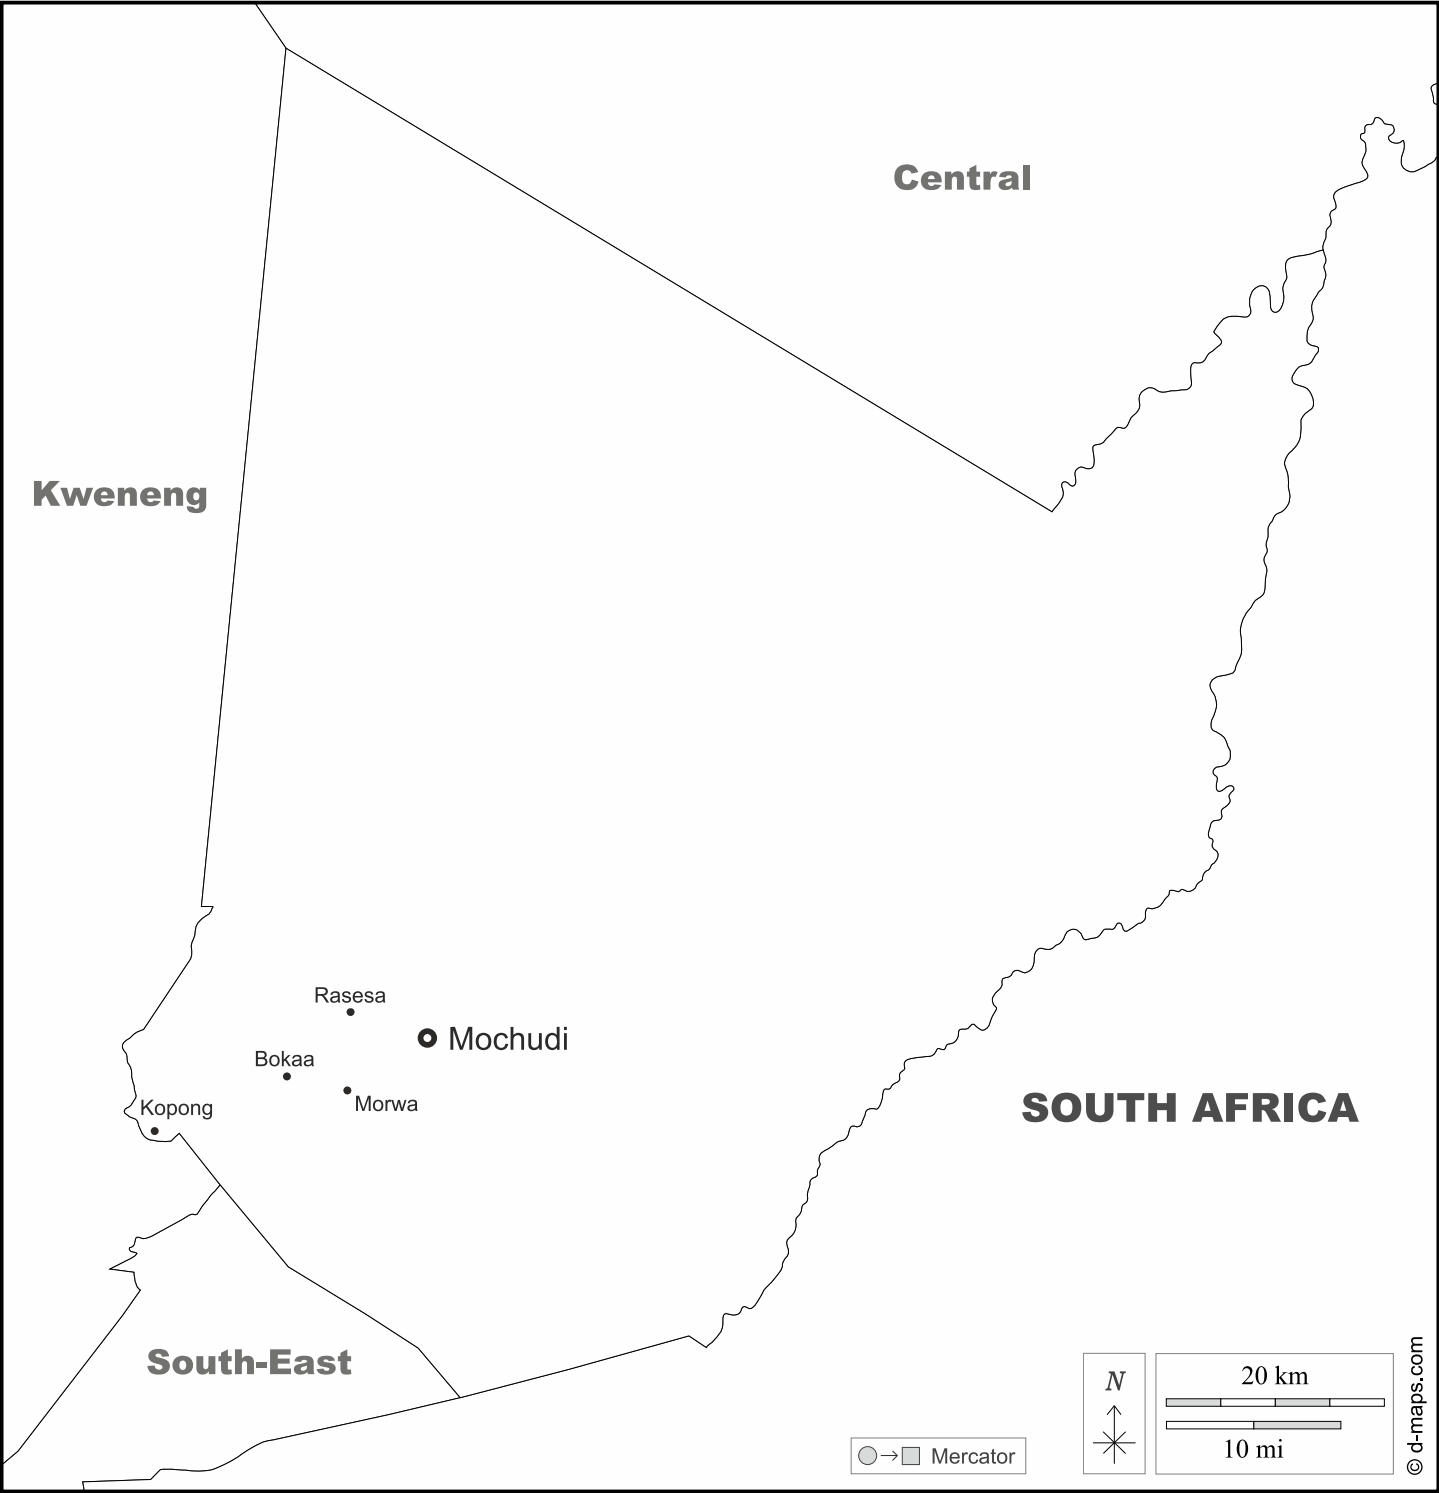 Central
Kweneng
Rasesa
Mochudi
Bokaa
Morwa
Kopong
SOUTH AFRICA
South-East
N
20 km
10 mi
Mercator
© d-maps.com